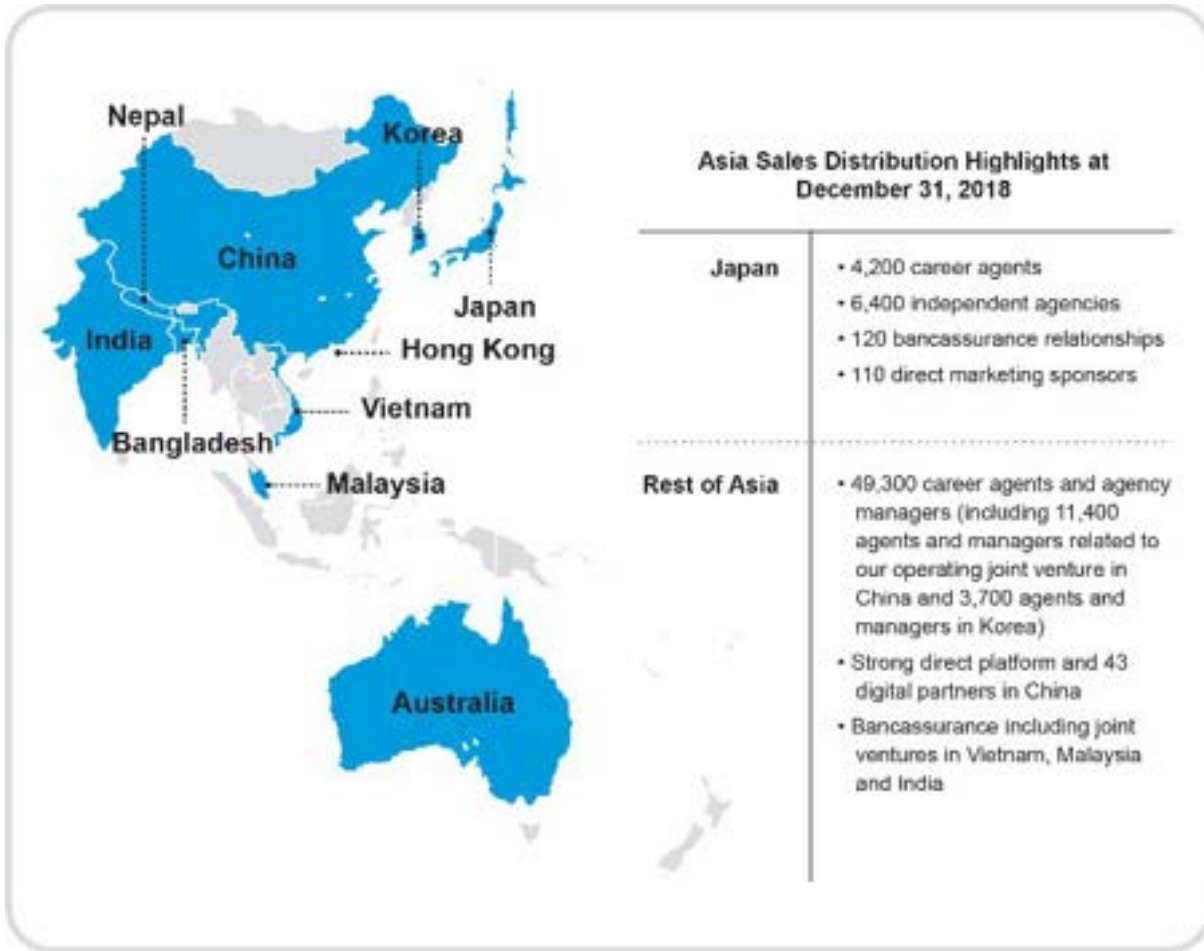 Nepal
Korea
China
Japan
India
Hong Kong
Vietnam
Bangladesh
Malaysia
Australia
Asia Sales Distribution Highlights at
December 31, 2018
Japan
• 4,200 career agents
• 6,400 independent agencies
• 120 bancassurance relationships
• 110 direct marketing sponsors
Rest of Asia
• 49,300 career agents and agency
managers (including 11,400
agents and managers related to
our operating joint venture in
China and 3,700 agents and
managers in Korea)
• Strong direct platform and 43
digital partners in China
• Bancassurance including joint
ventures in Vietnam, Malaysia
and India